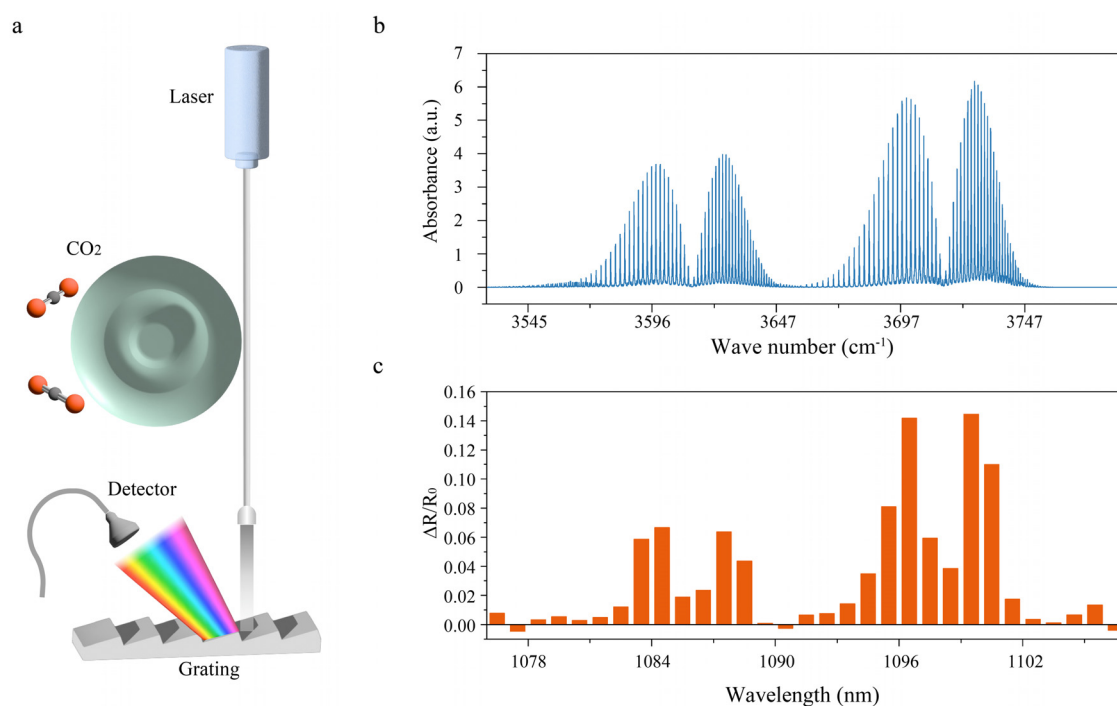 a
Laser
CO₂
Detector
Grating
b
Absorbance (a.u.)
7
6
5
4
3
2
1
0
3545 3596 3647 3697 3747
Wave number (cm⁻¹)
c
ΔR/R₀
0.16
0.14
0.12
0.10
0.08
0.06
0.04
0.02
0.00
1078 1084 1090 1096 1102
Wavelength (nm)